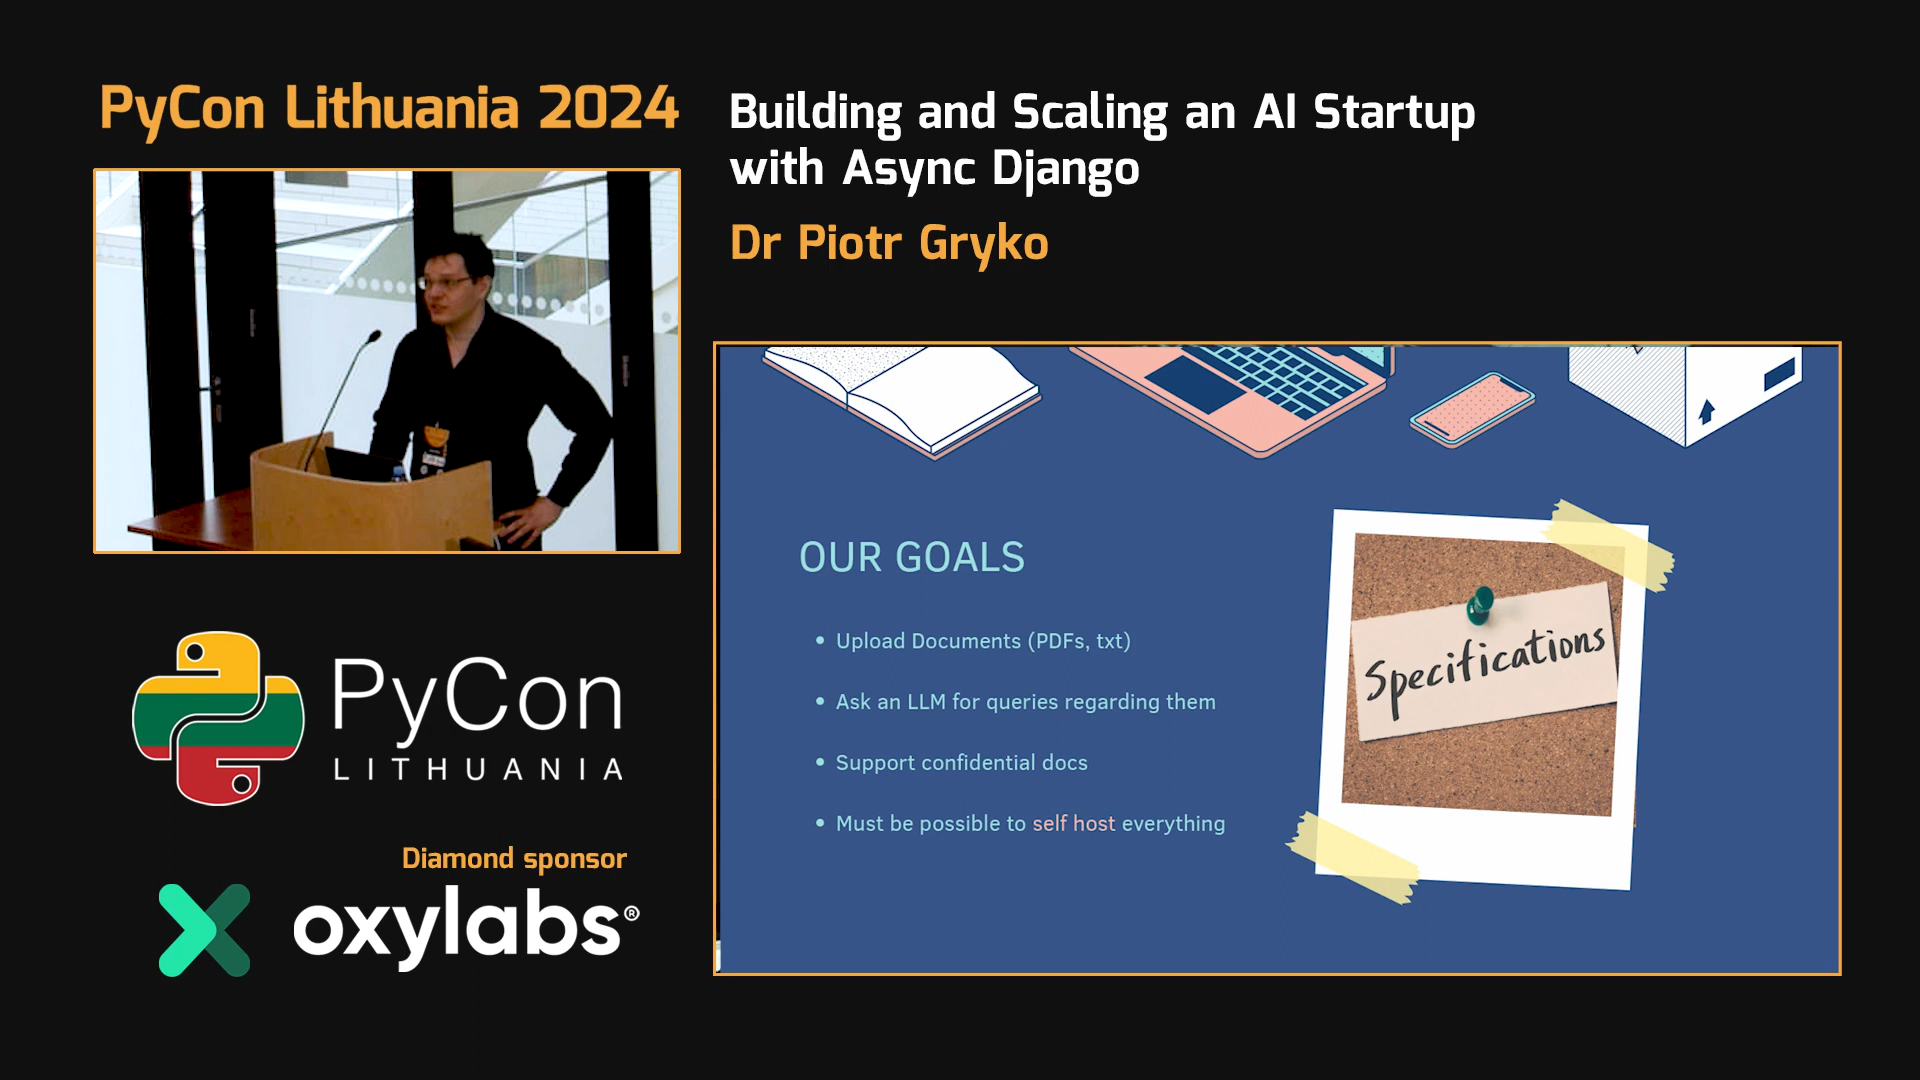 PyCon Lithuania 2024
Building and Scaling an AI Startup
with Async Django
Dr Piotr Gryko
OUR GOALS
• Upload Documents (PDFs, txt)
• Ask an LLM for queries regarding them
• Support confidential docs
• Must be possible to self host everything
Specifications
PyCon
LITHUANIA
Diamond sponsor
oxylabs®